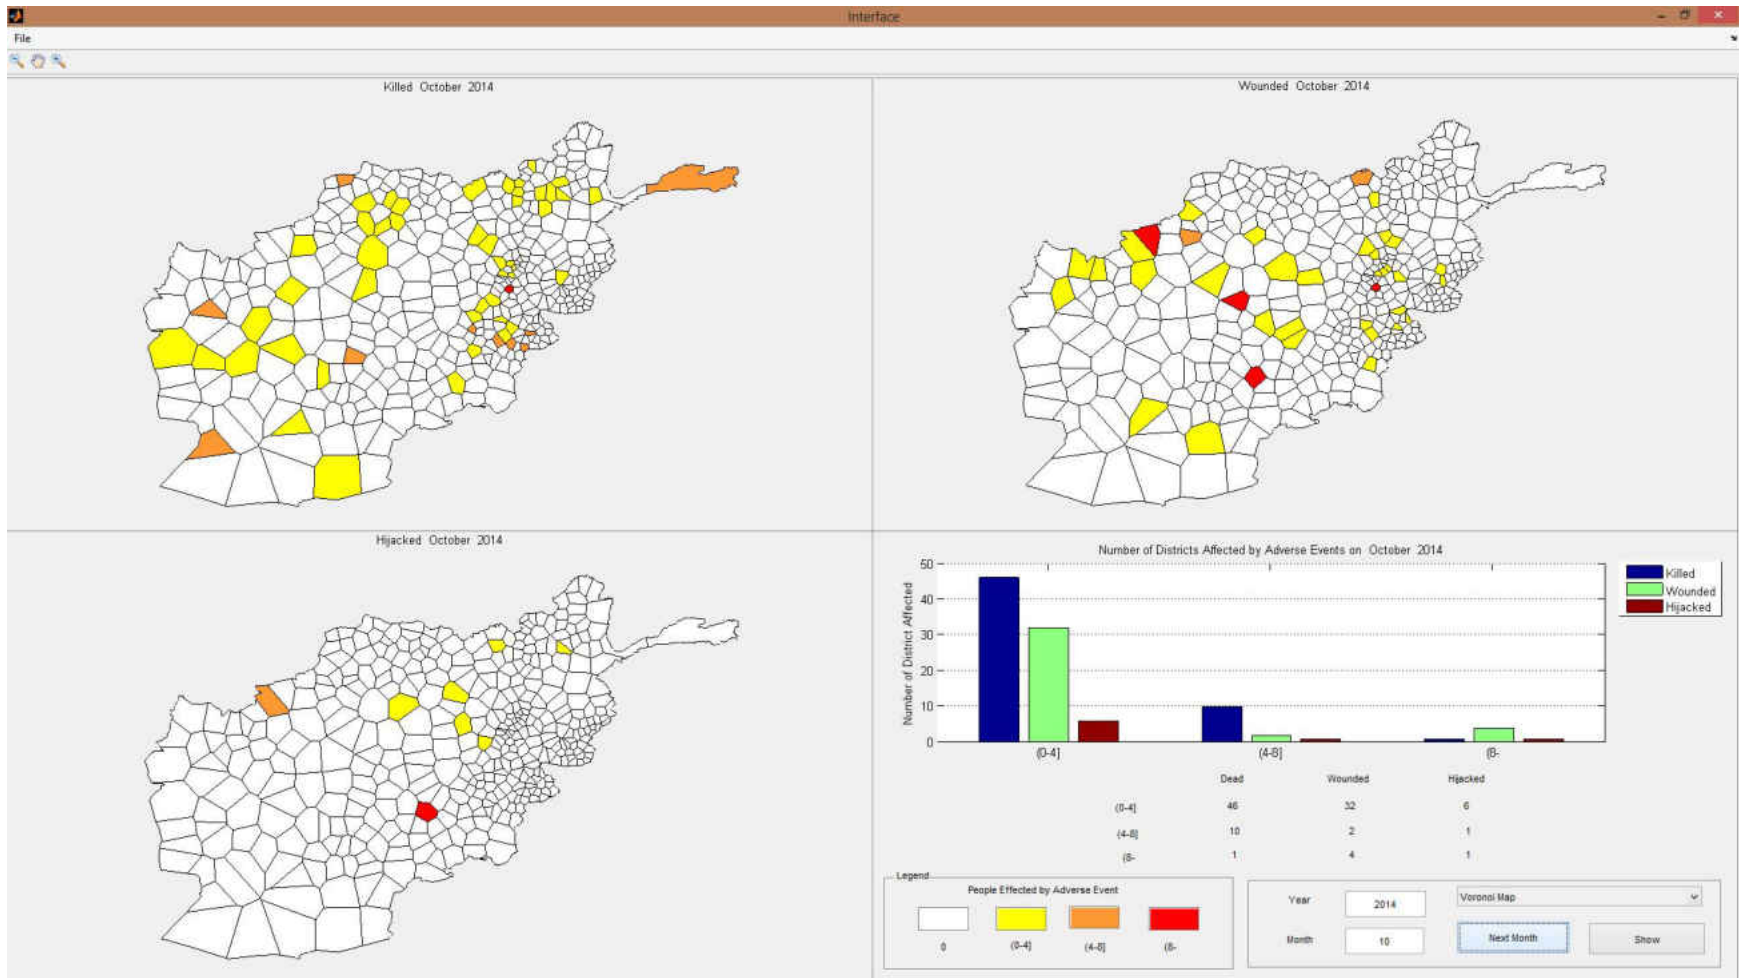 Interface
File
Killed October 2014
Wounded October 2014
Hijacked October 2014
Number of Districts Affected by Adverse Events on October 2014
Number of District Affected
50
40
30
20
10
0
(0-4]
(4-8]
(8-
Killed
Wounded
Hijacked
Dead Wounded Hijacked
(0-4] 46 32 6
(4-8] 10 2 1
(8- 1 4 1
Legend
People Effected by Adverse Event
0 (0-4] (4-8] (8-
Year 2014 Voronoi Map
Month 10 Next Month Show